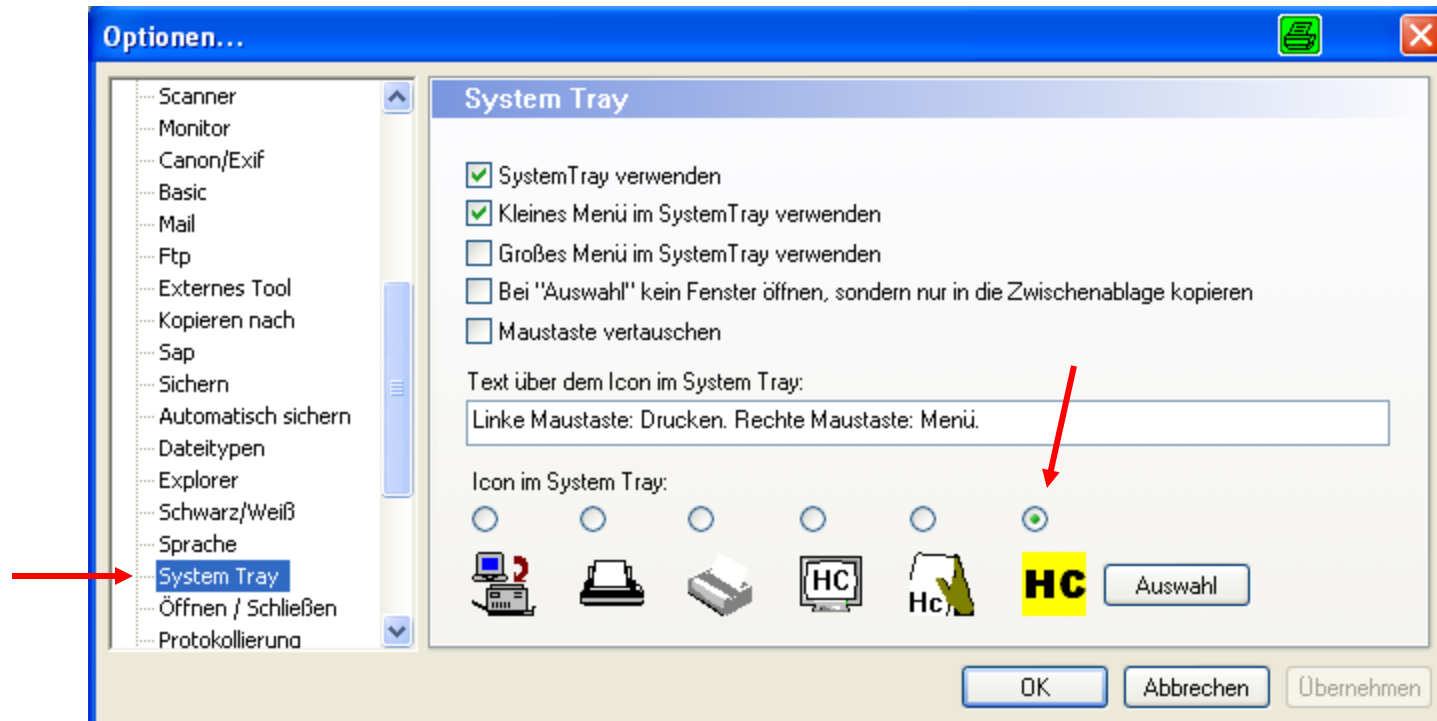 Optionen...
Scanner
Monitor
Canon/Exif
Basic
Mail
Ftp
Externes Tool
Kopieren nach
Sap
Sichern
Automatisch sichern
Dateitypen
Explorer
Schwarz/Weiß
Sprache
System Tray
Öffnen / Schließen
Protokollierung
System Tray
SystemTray verwenden
Kleines Menü im SystemTray verwenden
Großes Menü im SystemTray verwenden
Bei "Auswahl" kein Fenster öffnen, sondern nur in die Zwischenablage kopieren
Maustaste vertauschen
Text über dem Icon im System Tray:
Linke Maustaste: Drucken. Rechte Maustaste: Menü.
Icon im System Tray:
HC
Hc
HC
Auswahl
OK
Abbrechen
Übernehmen